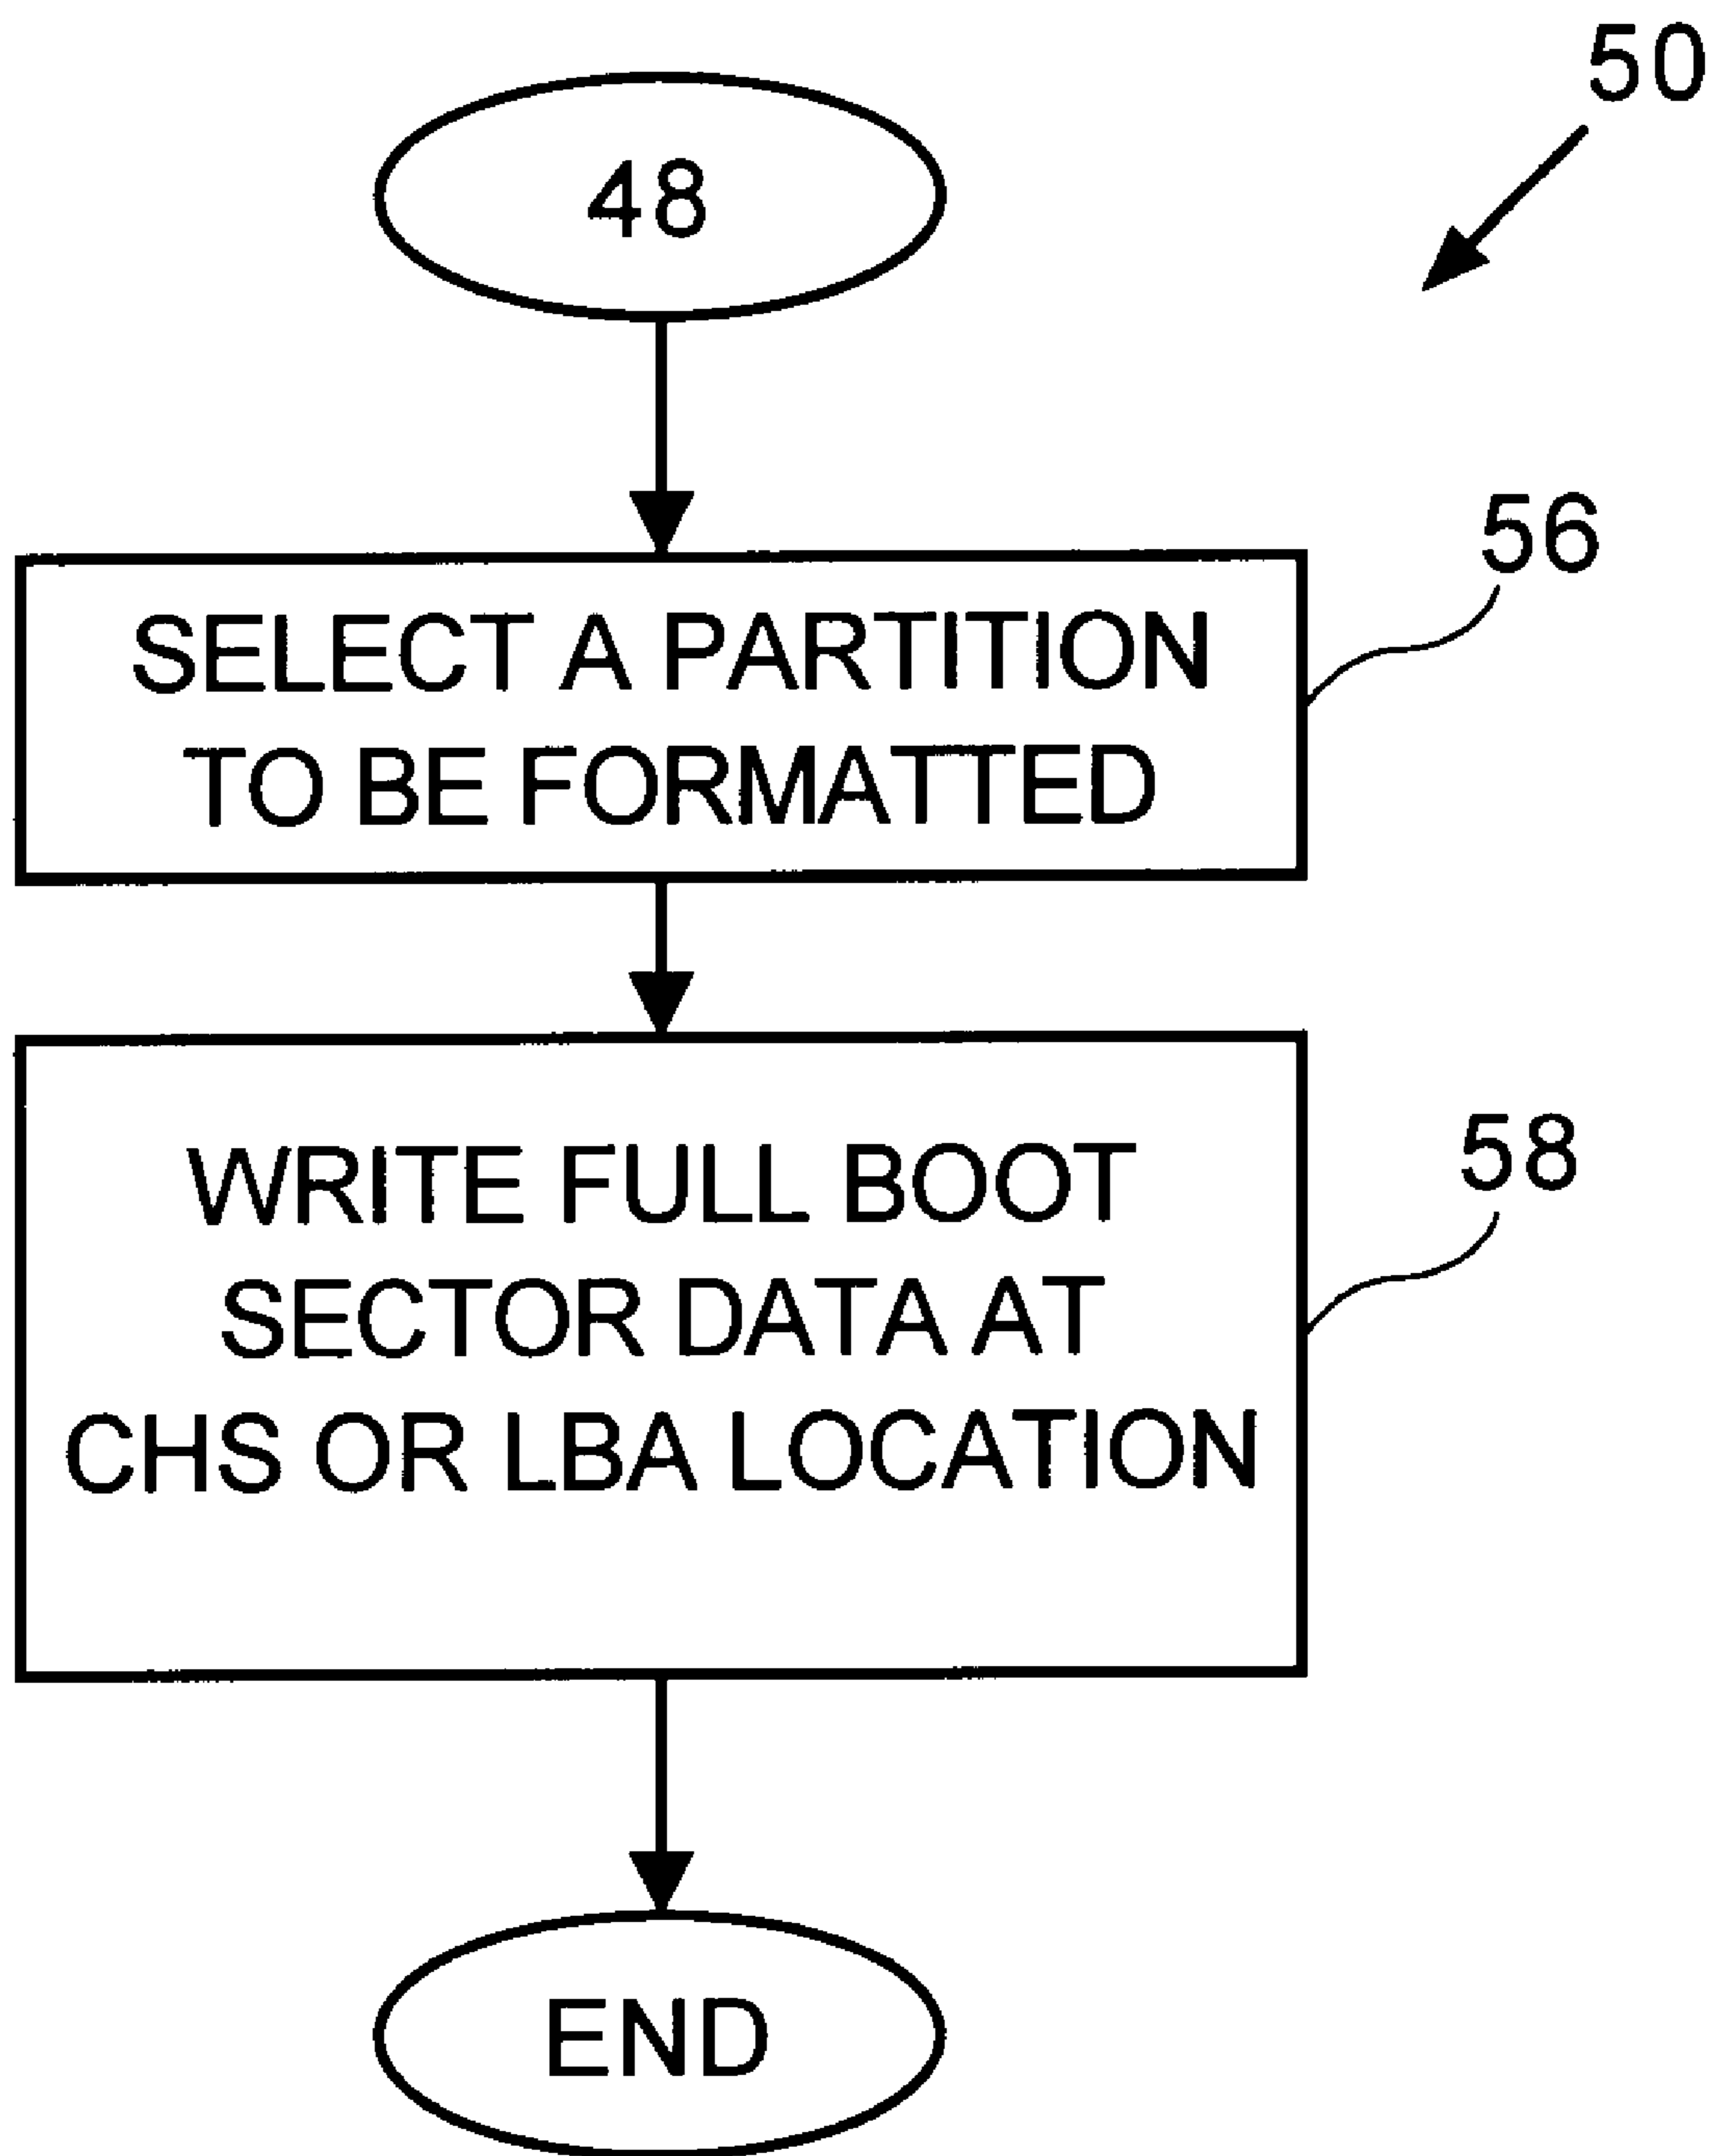 50
48
56
SELECT A PARTITION
TO BE FORMATTED
58
WRITE FULL BOOT
SECTOR DATA AT
CHS OR LBA LOCATION
END